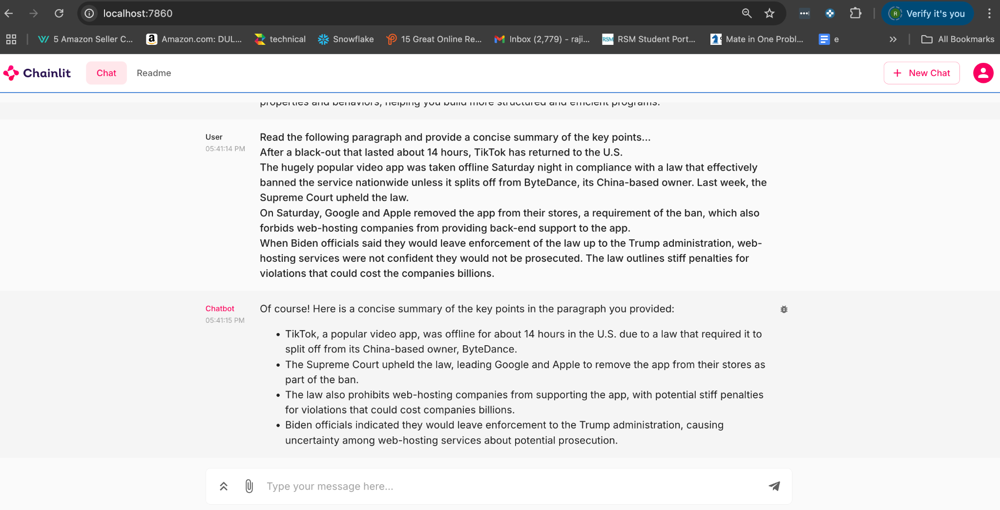 localhost:7860
Verify it's you
5 Amazon Seller C... Amazon.com: DUL... technical Snowflake 15 Great Online Re... Inbox (2,779) - raji... RSM Student Port... Mate in One Probl... e » All Bookmarks
Chainlit Chat Readme + New Chat
properties and behaviors, helping you build more structured and efficient programs.
User
05:41:14 PM
Read the following paragraph and provide a concise summary of the key points...
After a black-out that lasted about 14 hours, TikTok has returned to the U.S.
The hugely popular video app was taken offline Saturday night in compliance with a law that effectively
banned the service nationwide unless it splits off from ByteDance, its China-based owner. Last week, the
Supreme Court upheld the law.
On Saturday, Google and Apple removed the app from their stores, a requirement of the ban, which also
forbids web-hosting companies from providing back-end support to the app.
When Biden officials said they would leave enforcement of the law up to the Trump administration, web-
hosting services were not confident they would not be prosecuted. The law outlines stiff penalties for
violations that could cost the companies billions.
Chatbot
05:41:15 PM
Of course! Here is a concise summary of the key points in the paragraph you provided:
• TikTok, a popular video app, was offline for about 14 hours in the U.S. due to a law that required it to
split off from its China-based owner, ByteDance.
• The Supreme Court upheld the law, leading Google and Apple to remove the app from their stores as
part of the ban.
• The law also prohibits web-hosting companies from supporting the app, with potential stiff penalties
for violations that could cost companies billions.
• Biden officials indicated they would leave enforcement to the Trump administration, causing
uncertainty among web-hosting services about potential prosecution.
Type your message here...